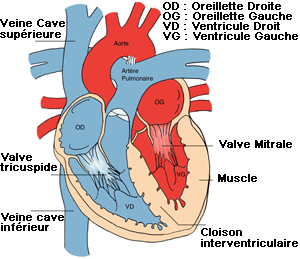 OD : Oreillette Droite
OG : Oreillette Gauche
VD : Ventricule Droit
VG : Ventricule Gauche
Veine Cave
supérieure
Aorte
Artère
Pulmonaire
OG
OD
Valve Mitrale
Valve
tricuspide
VG
Muscle
VD
Veine cave
inférieur
Cloison
interventriculaire